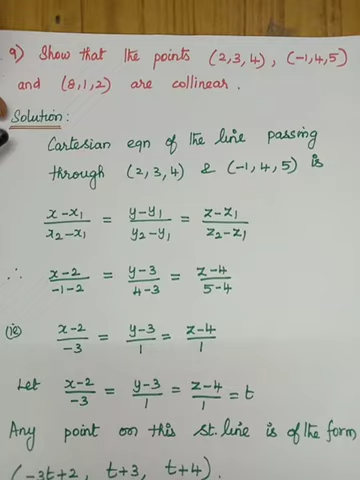 9) Show that the points (2,3,4), (-1,4,5)
and (8,1,2) are collinear.
Solution:
Cartesian eqn of the line passing
through (2,3,4) & (-1,4,5) is
x-x₁/x₂-x₁ = y-y₁/y₂-y₁ = z-z₁/z₂-z₁
∴ x-2/-1-2 = y-3/4-3 = z-4/5-4
(ie) x-2/-3 = y-3/1 = z-4/1
Let x-2/-3 = y-3/1 = z-4/1 = t
Any point on this st. line is of the form
(-3t+2, t+3, t+4).